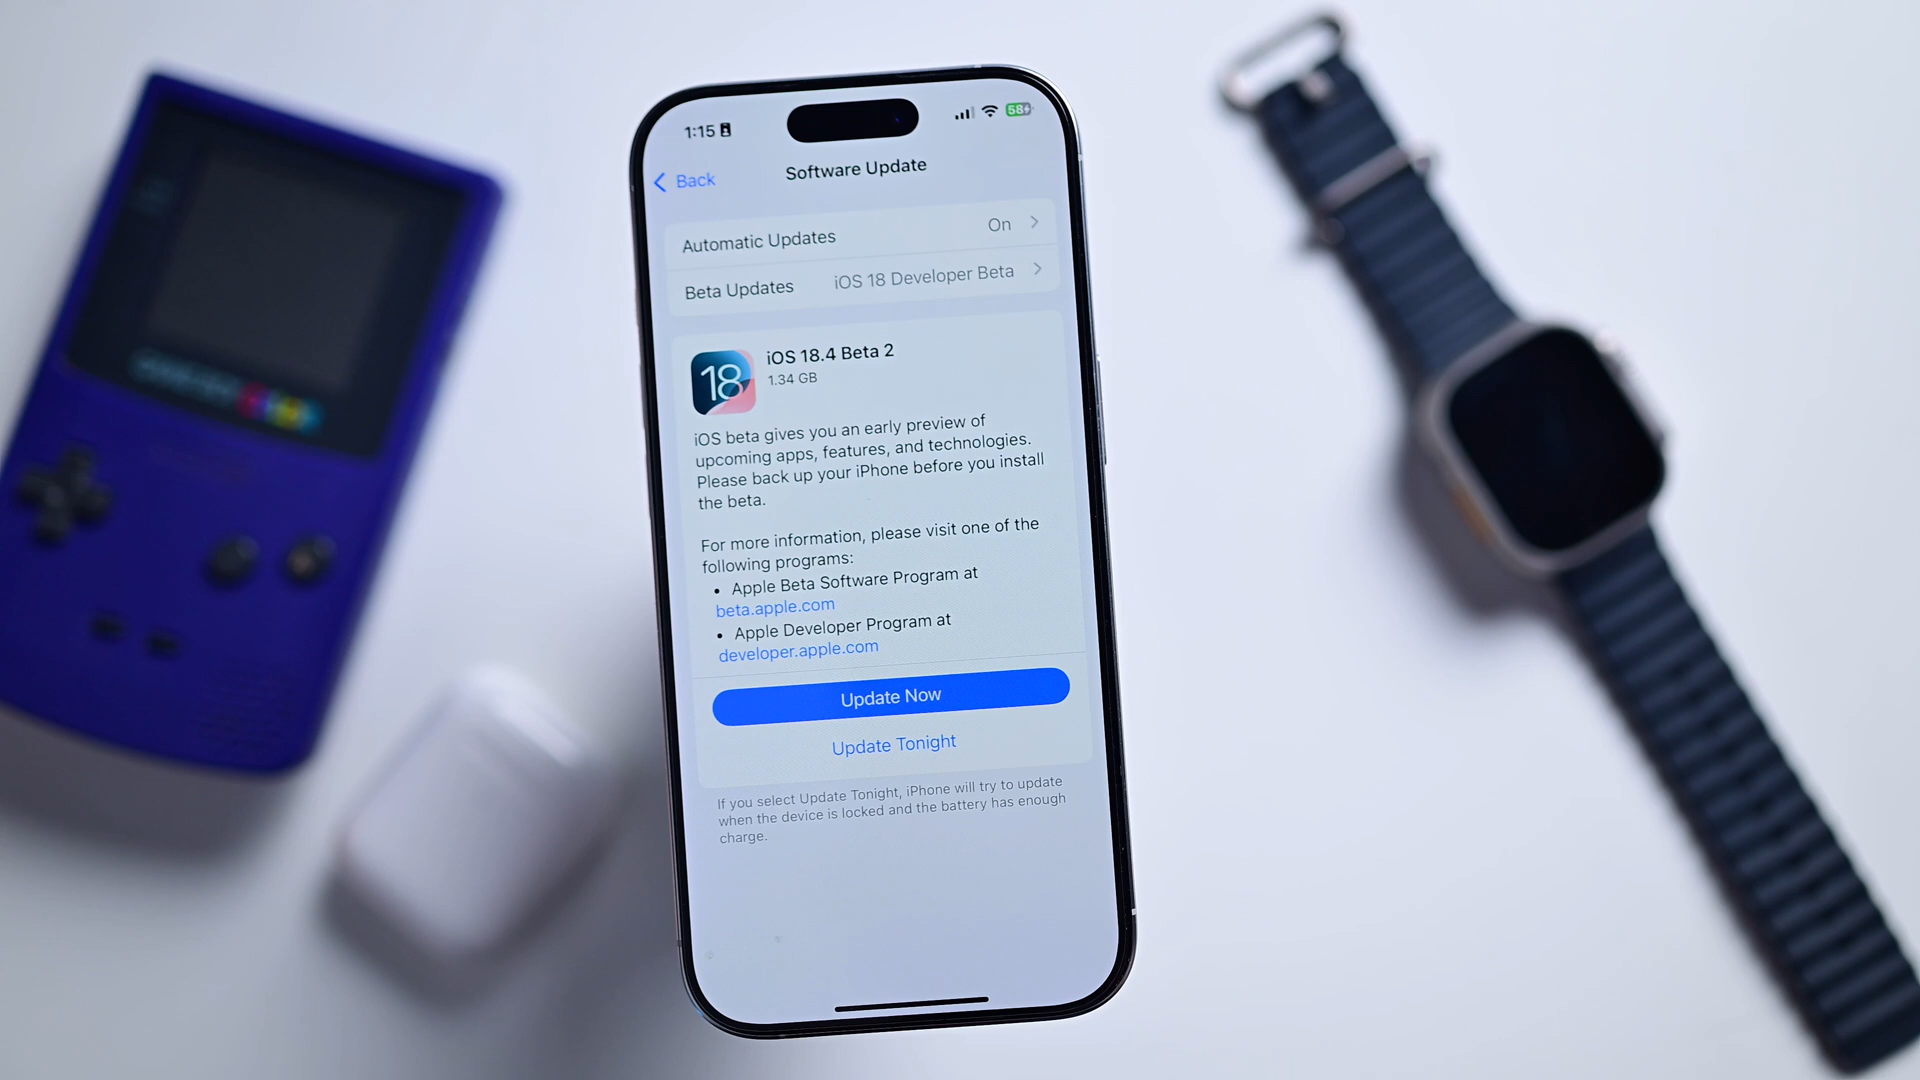 1:15
58
Back
Software Update
Automatic Updates On
Beta Updates iOS 18 Developer Beta
18
iOS 18.4 Beta 2
1.34 GB
iOS beta gives you an early preview of
upcoming apps, features, and technologies.
Please back up your iPhone before you install
the beta.
For more information, please visit one of the
following programs:
• Apple Beta Software Program at
beta.apple.com
• Apple Developer Program at
developer.apple.com
Update Now
Update Tonight
If you select Update Tonight, iPhone will try to update
when the device is locked and the battery has enough
charge.
GAME BOY COLOR